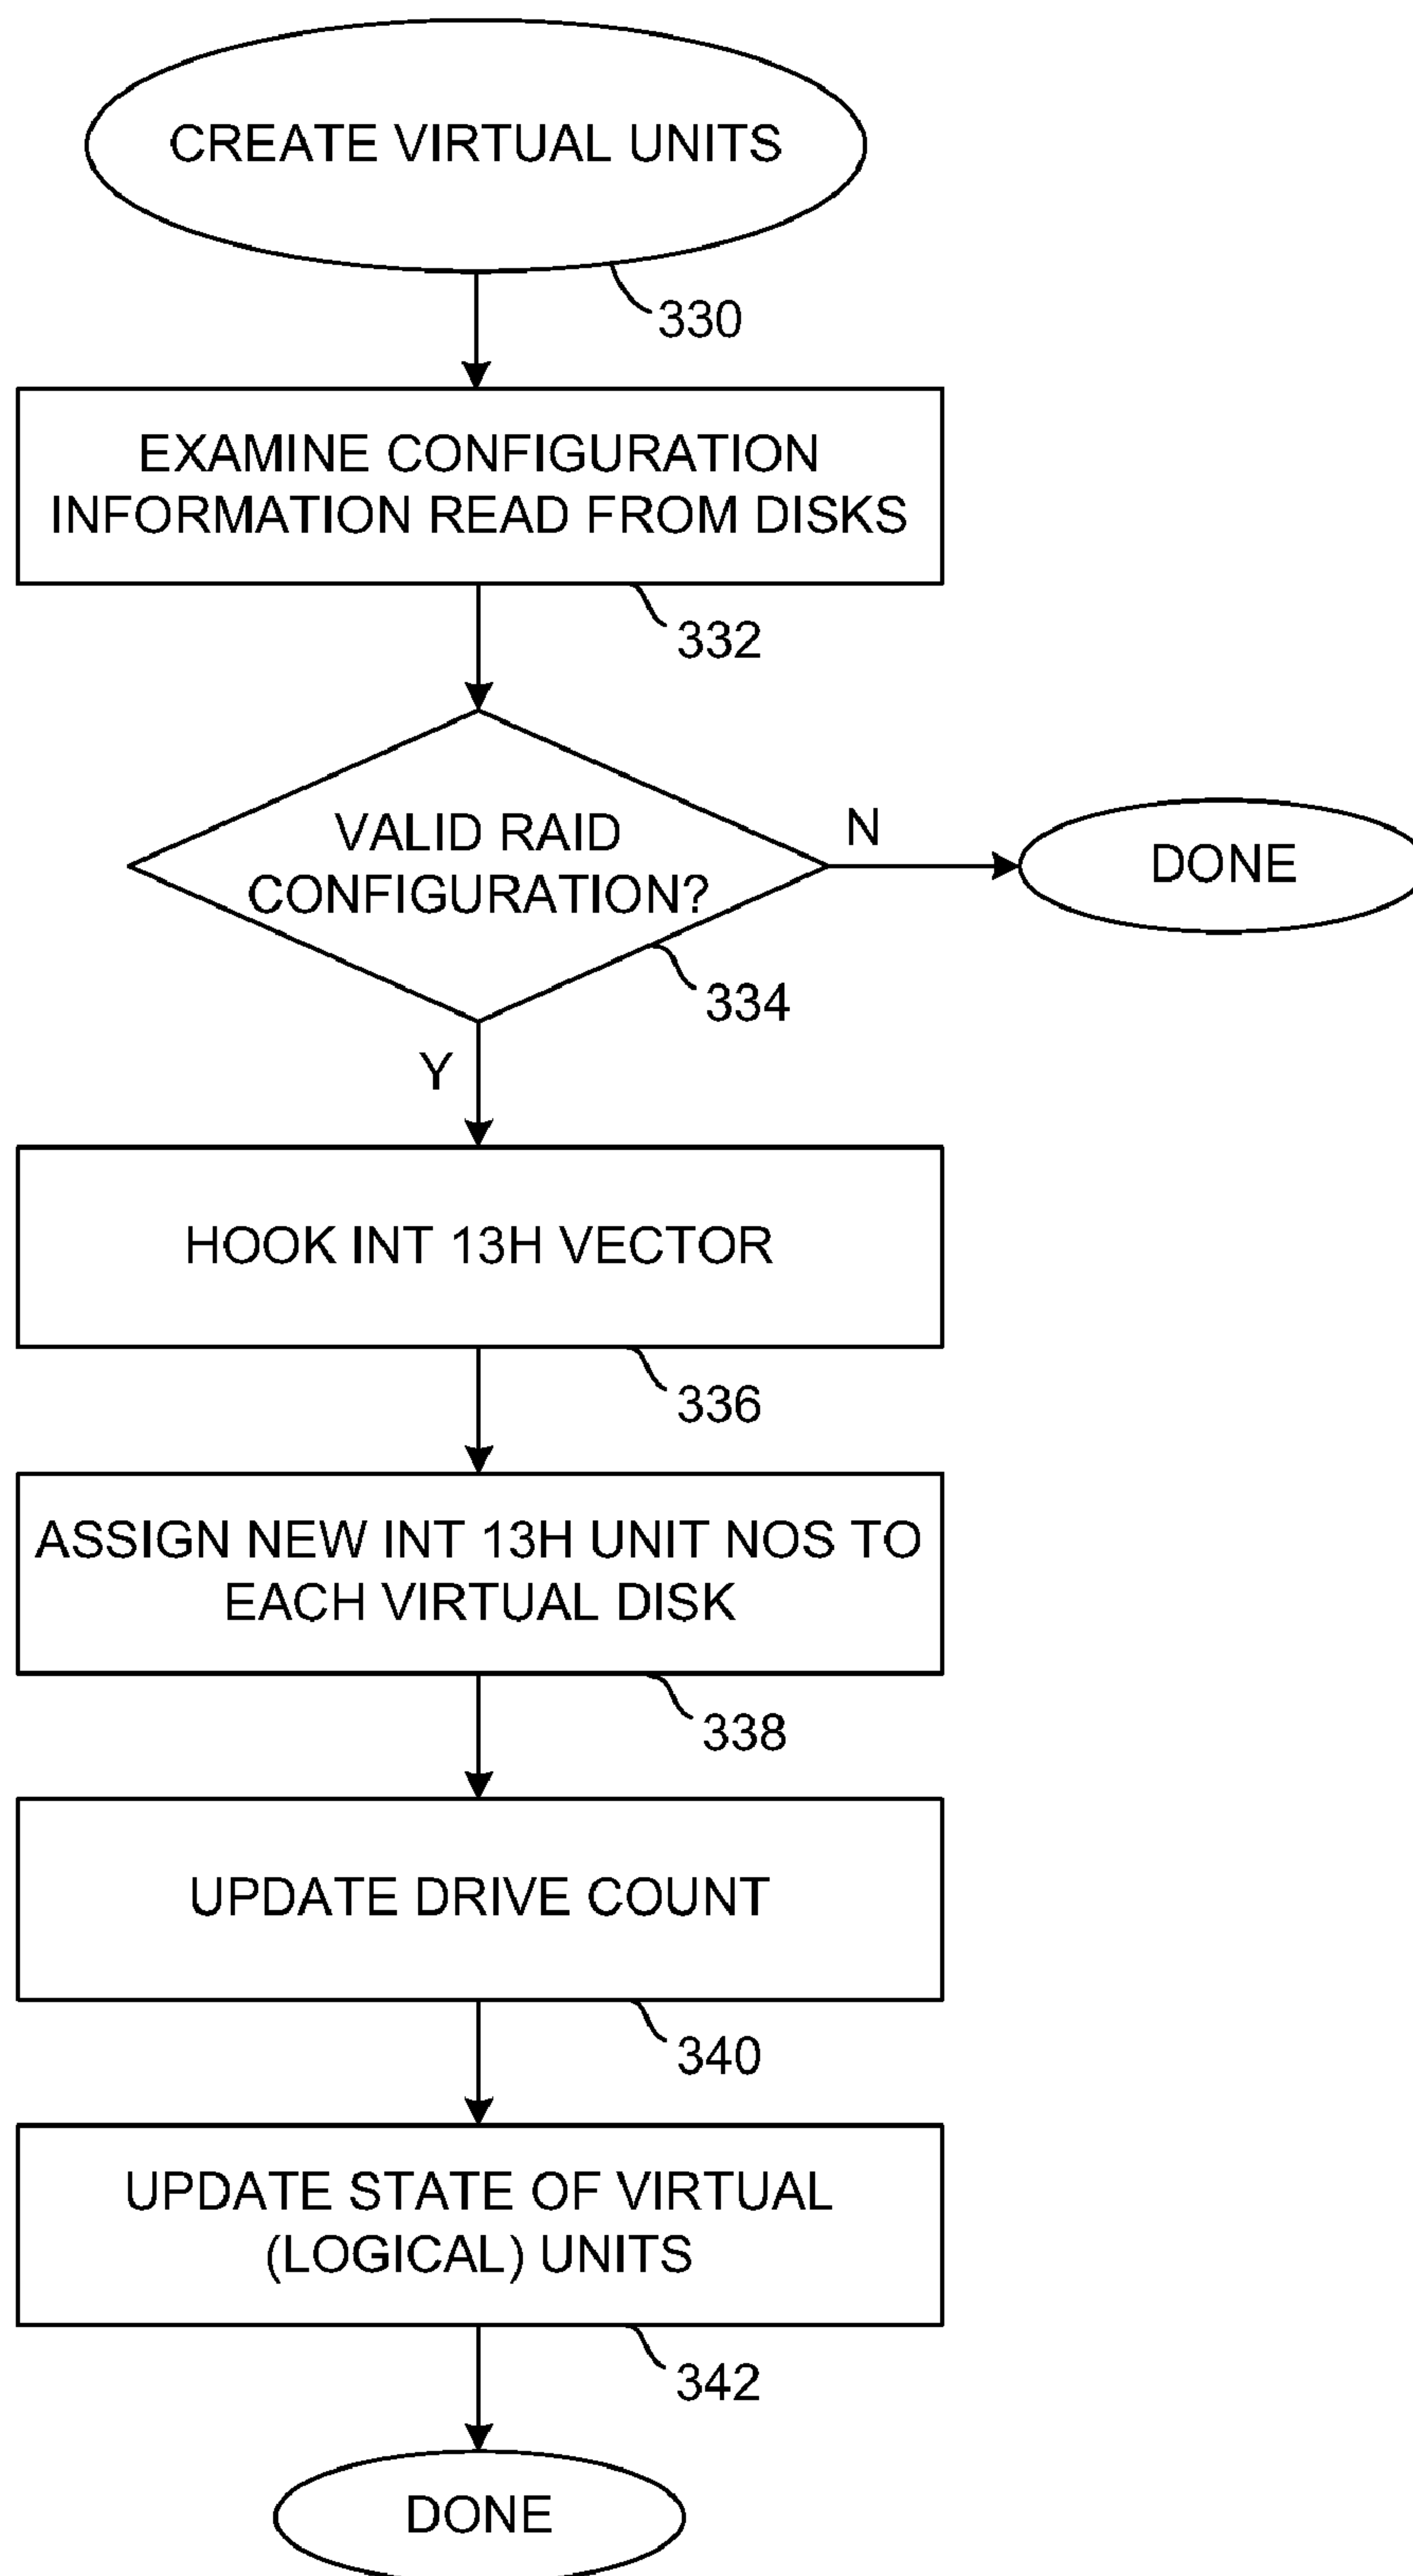 CREATE VIRTUAL UNITS
330
EXAMINE CONFIGURATION
INFORMATION READ FROM DISKS
332
VALID RAID
CONFIGURATION?
N
DONE
334
Y
HOOK INT 13H VECTOR
336
ASSIGN NEW INT 13H UNIT NOS TO
EACH VIRTUAL DISK
338
UPDATE DRIVE COUNT
340
UPDATE STATE OF VIRTUAL
(LOGICAL) UNITS
342
DONE